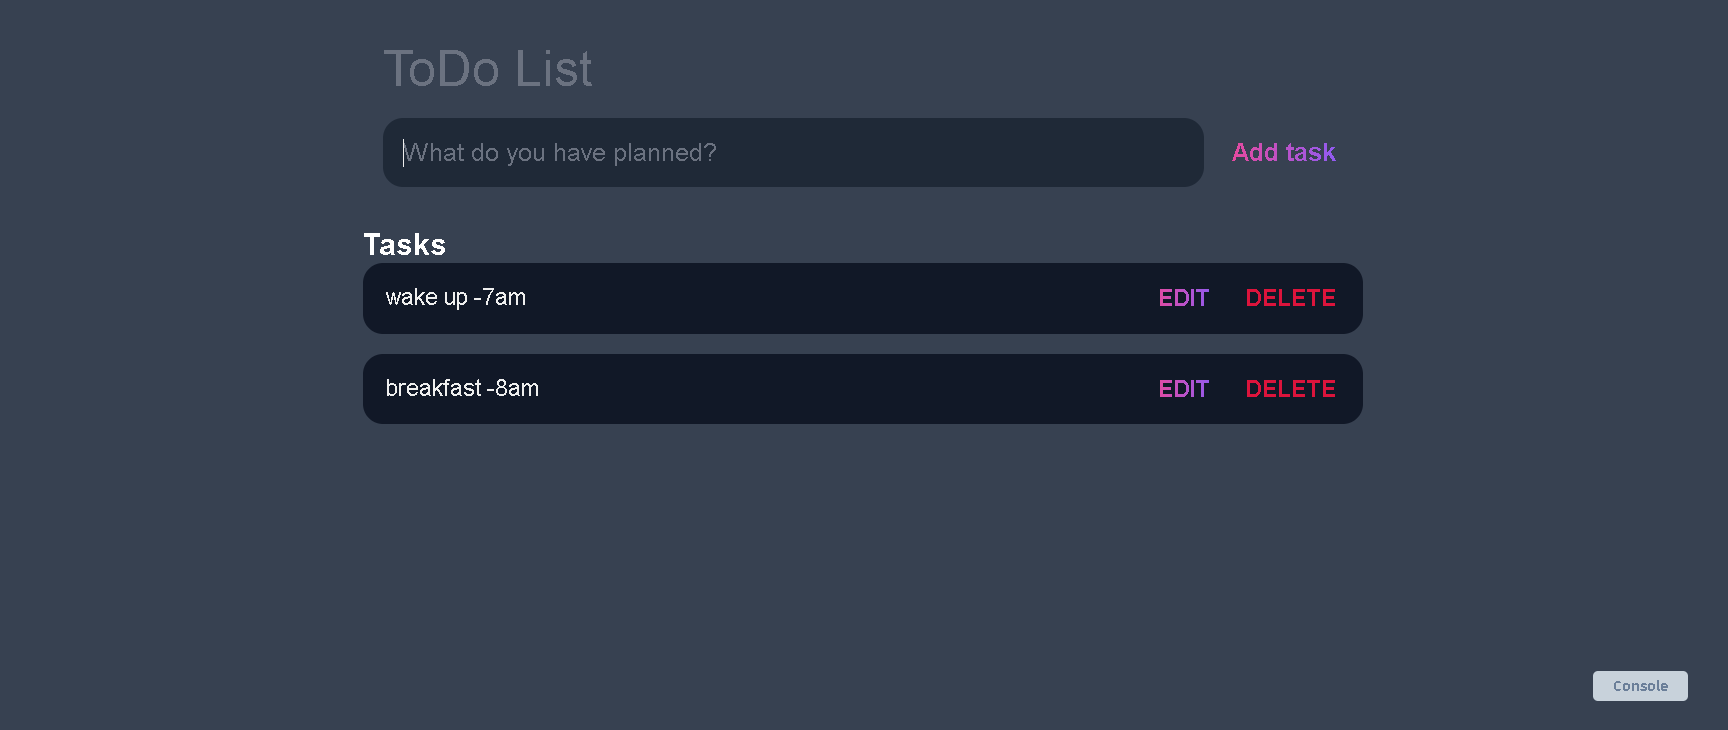 ToDo List
What do you have planned? Add task
Tasks
wake up -7am EDIT DELETE
breakfast -8am EDIT DELETE
Console